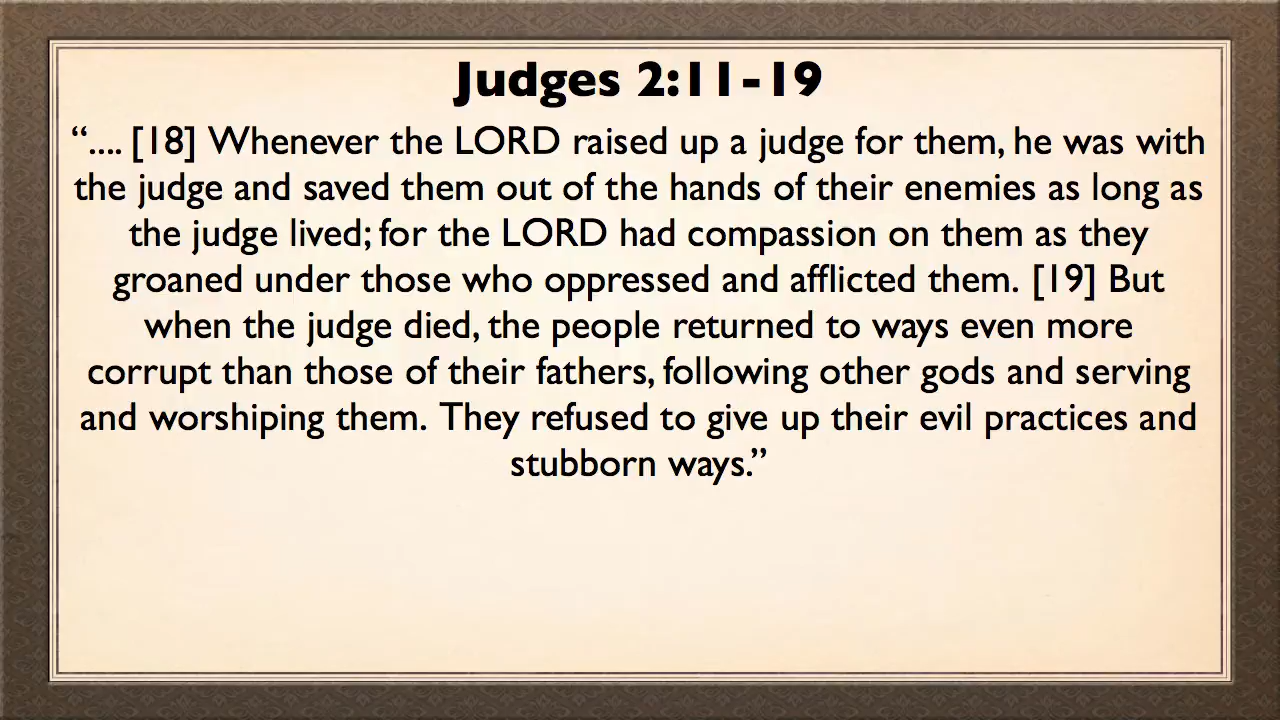 Judges 2:11-19
“.... [18] Whenever the LORD raised up a judge for them, he was with
the judge and saved them out of the hands of their enemies as long as
the judge lived; for the LORD had compassion on them as they
groaned under those who oppressed and afflicted them. [19] But
when the judge died, the people returned to ways even more
corrupt than those of their fathers, following other gods and serving
and worshiping them. They refused to give up their evil practices and
stubborn ways.”